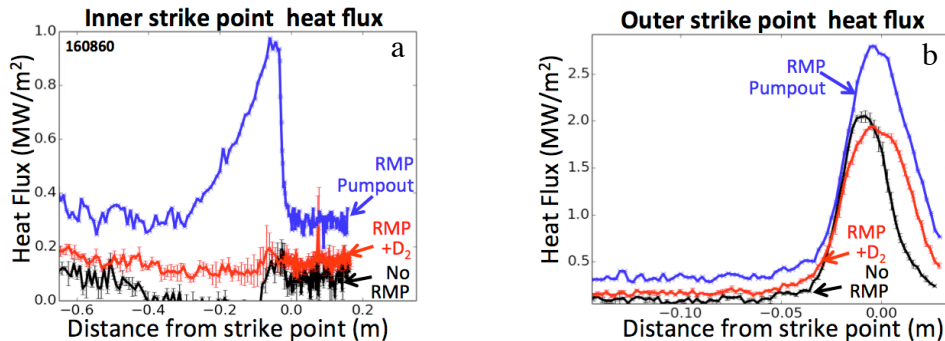 Inner strike point heat flux
160860
a
1.0
0.8
0.6
0.4
0.2
0.0
Heat Flux (MW/m²)
RMP
Pumpout
RMP
+D₂
No
RMP
−0.6
−0.4
−0.2
0.0
0.2
Distance from strike point (m)
Outer strike point heat flux
b
2.5
2.0
1.5
1.0
0.5
0.0
Heat Flux (MW/m²)
RMP
Pumpout
RMP
+D₂
No
RMP
−0.10
−0.05
0.00
Distance from strike point (m)